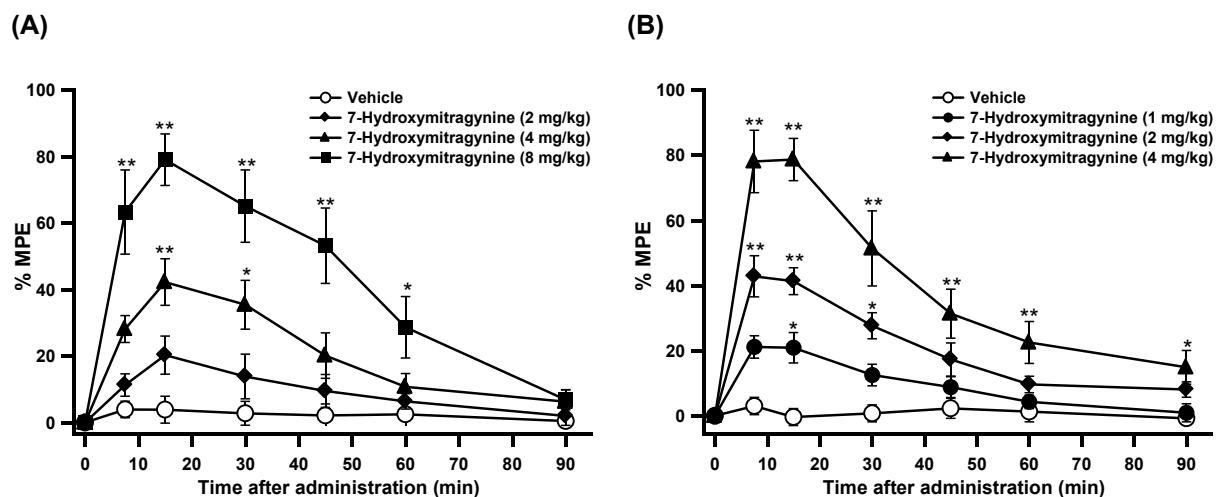 (A)
Vehicle
7-Hydroxymitragynine (2 mg/kg)
7-Hydroxymitragynine (4 mg/kg)
7-Hydroxymitragynine (8 mg/kg)
% MPE
100
80
60
40
20
0
**
**
**
**
*
**
*
0 10 20 30 40 50 60 70 80 90
Time after administration (min)
(B)
Vehicle
7-Hydroxymitragynine (1 mg/kg)
7-Hydroxymitragynine (2 mg/kg)
7-Hydroxymitragynine (4 mg/kg)
% MPE
100
80
60
40
20
0
**
**
**
**
**
*
**
**
*
*
0 10 20 30 40 50 60 70 80 90
Time after administration (min)